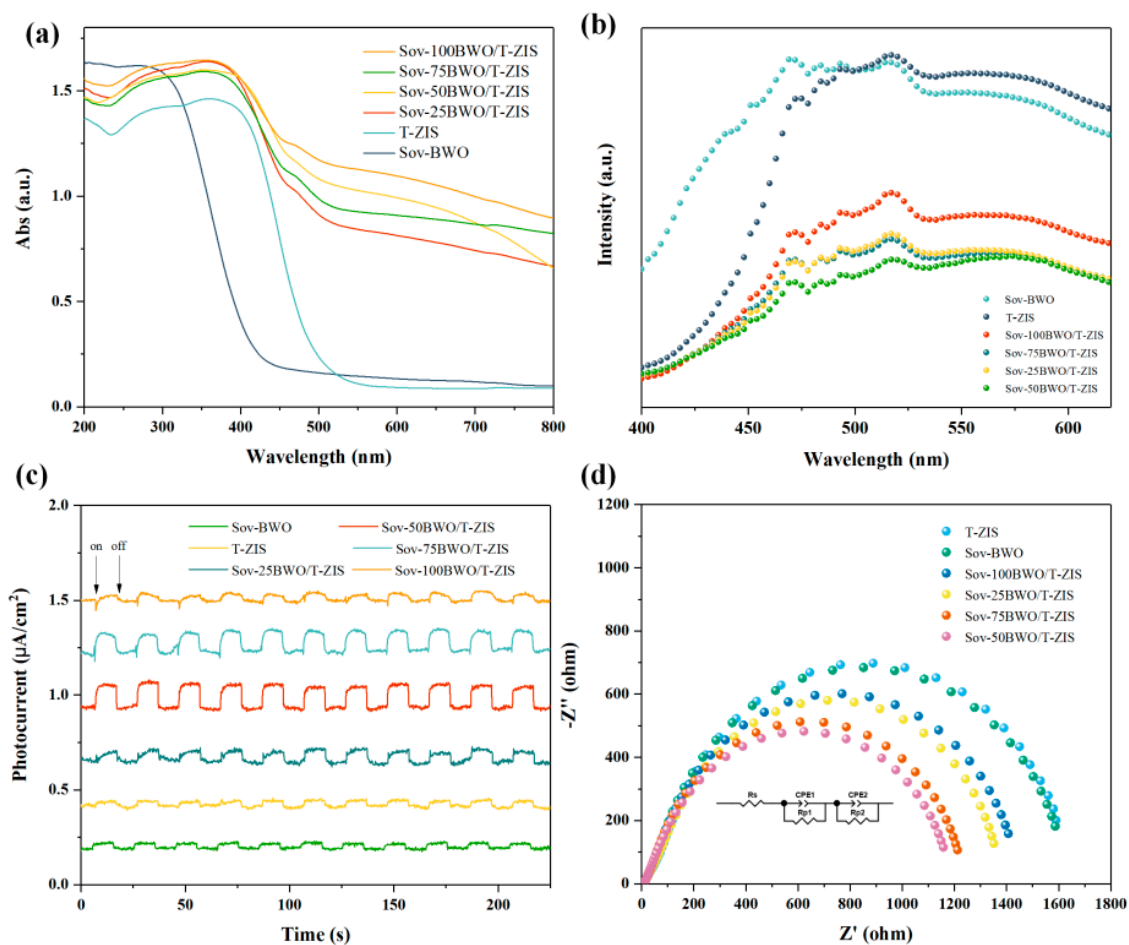 (a)
Sov-100BWO/T-ZIS
Sov-75BWO/T-ZIS
Sov-50BWO/T-ZIS
Sov-25BWO/T-ZIS
T-ZIS
Sov-BWO
1.5
1.0
0.5
0.0
Abs (a.u.)
200 300 400 500 600 700 800
Wavelength (nm)
(b)
Intensity (a.u.)
Sov-BWO
T-ZIS
Sov-100BWO/T-ZIS
Sov-75BWO/T-ZIS
Sov-25BWO/T-ZIS
Sov-50BWO/T-ZIS
400 450 500 550 600
Wavelength (nm)
(c)
Sov-BWO Sov-50BWO/T-ZIS
T-ZIS Sov-75BWO/T-ZIS
Sov-25BWO/T-ZIS Sov-100BWO/T-ZIS
on off
2.0
1.5
1.0
0.5
0.0
Photocurrent (μA/cm²)
0 50 100 150 200
Time (s)
(d)
T-ZIS
Sov-BWO
Sov-100BWO/T-ZIS
Sov-25BWO/T-ZIS
Sov-75BWO/T-ZIS
Sov-50BWO/T-ZIS
1200
1000
800
600
400
200
0
-Z'' (ohm)
Rs CPE1 CPE2
Rp1 Rp2
0 200 400 600 800 1000 1200 1400 1600 1800
Z' (ohm)